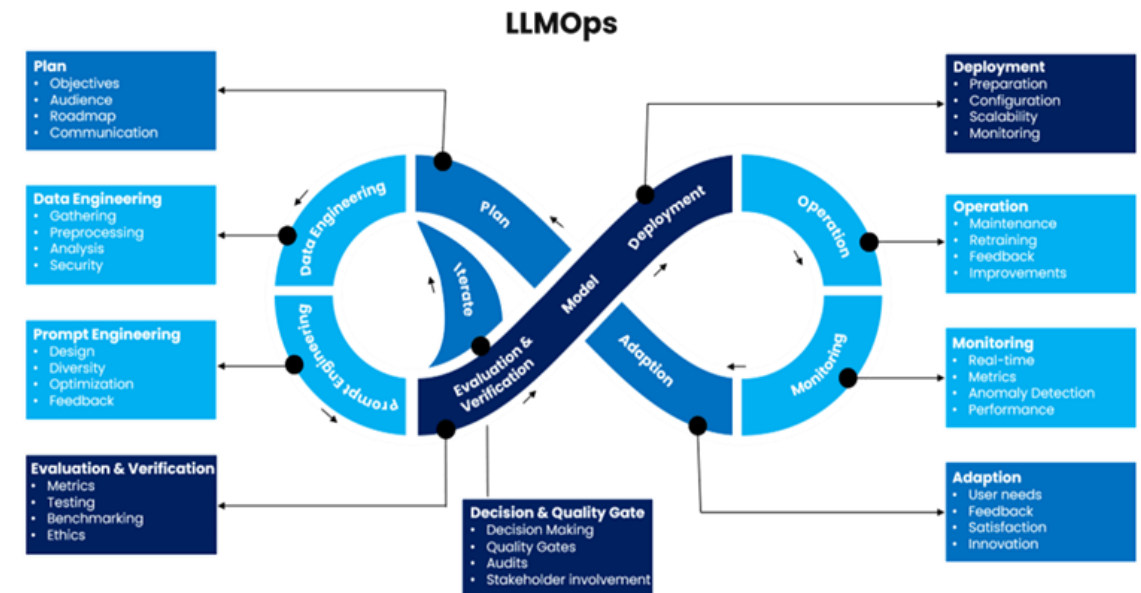 LLMOps
Plan
• Objectives
• Audience
• Roadmap
• Communication
Data Engineering
• Gathering
• Preprocessing
• Analysis
• Security
Prompt Engineering
• Design
• Diversity
• Optimization
• Feedback
Evaluation & Verification
• Metrics
• Testing
• Benchmarking
• Ethics
Data Engineering
Plan
Iterate
Prompt Engineering
Evaluation &
Verification
Model
Deployment
Operation
Monitoring
Adaption
Decision & Quality Gate
• Decision Making
• Quality Gates
• Audits
• Stakeholder involvement
Deployment
• Preparation
• Configuration
• Scalability
• Monitoring
Operation
• Maintenance
• Retraining
• Feedback
• Improvements
Monitoring
• Real-time
• Metrics
• Anomaly Detection
• Performance
Adaption
• User needs
• Feedback
• Satisfaction
• Innovation